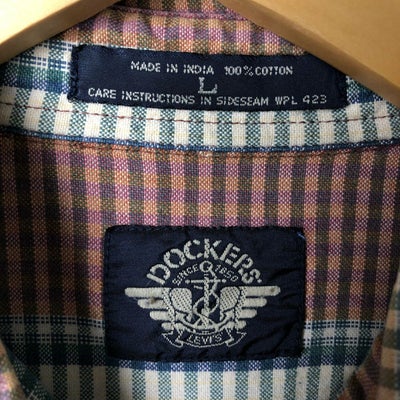 MADE IN INDIA 100% COTTON
L
CARE INSTRUCTIONS IN SIDESEAM WPL 423
DOCKERS
SINCE 1850
LEVI'S